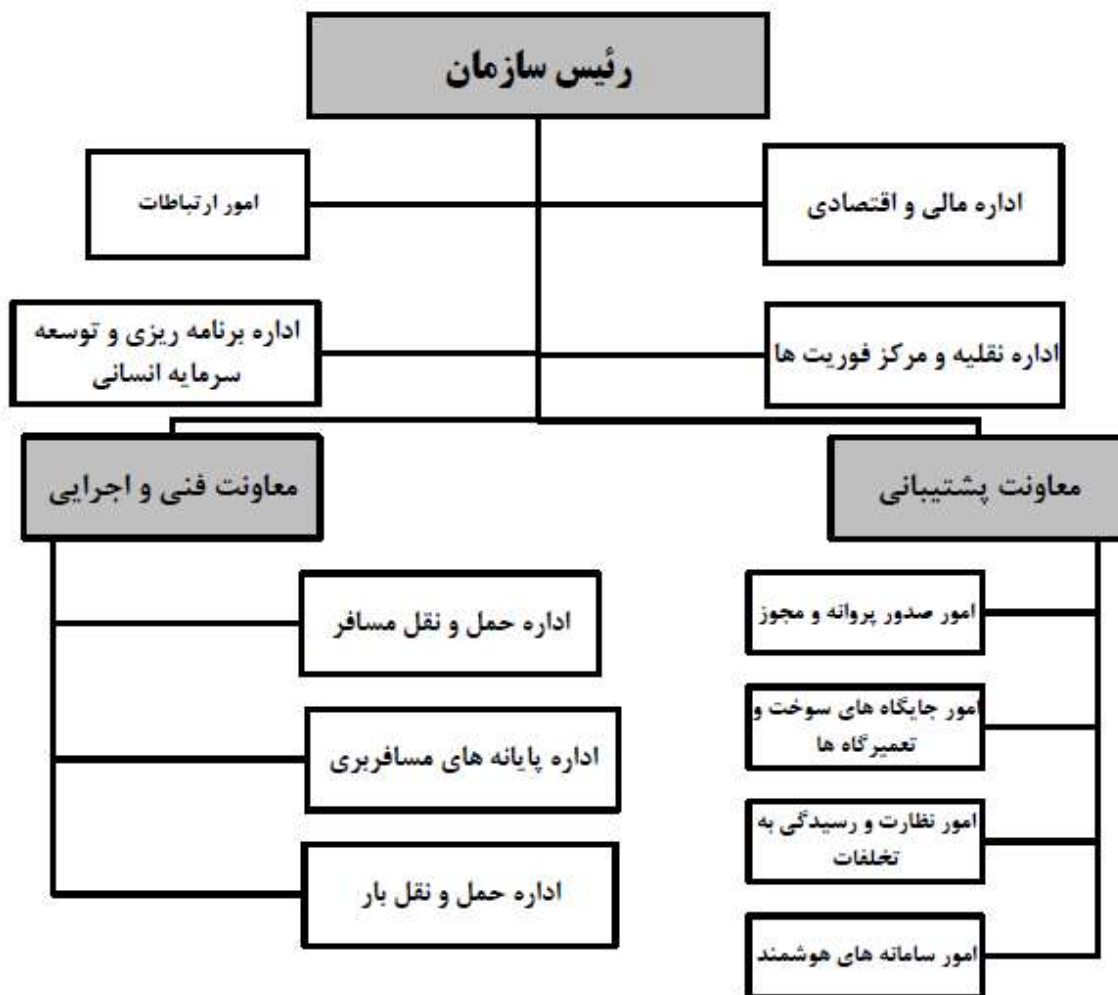 رئیس سازمان
اداره مالی و اقتصادی
امور ارتباطات
اداره نقلیه و مرکز فوریت ها
اداره برنامه ریزی و توسعه
سرمایه انسانی
معاونت پشتیبانی
معاونت فنی و اجرایی
امور صدور پروانه و مجوز
امور جایگاه های سوخت و
تعمیرگاه ها
امور نظارت و رسیدگی به
تخلفات
امور سامانه های هوشمند
اداره حمل و نقل مسافر
اداره پایانه های مسافربری
اداره حمل و نقل بار